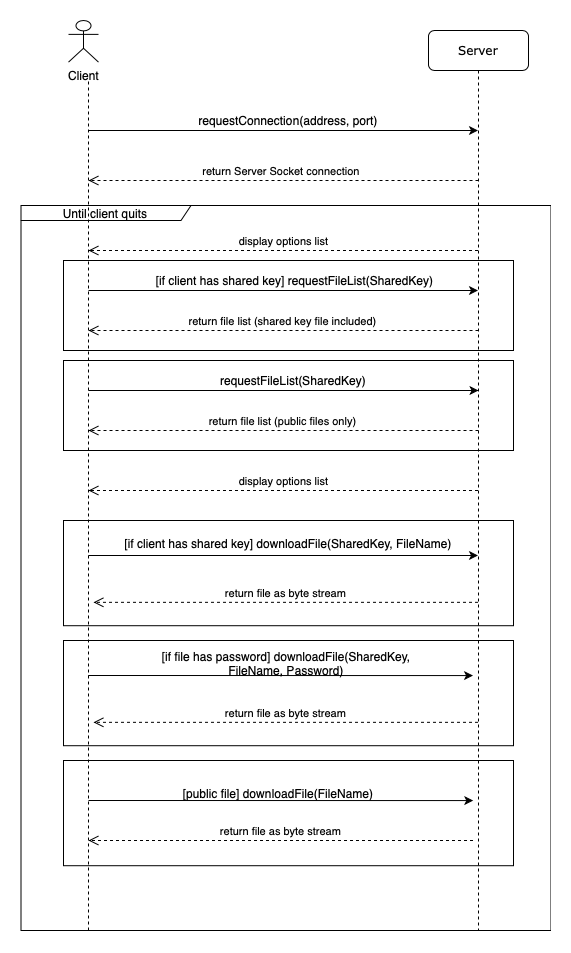 Client
Server
requestConnection(address, port)
return Server Socket connection
Until client quits
display options list
[if client has shared key] requestFileList(SharedKey)
return file list (shared key file included)
requestFileList(SharedKey)
return file list (public files only)
display options list
[if client has shared key] downloadFile(SharedKey, FileName)
return file as byte stream
[if file has password] downloadFile(SharedKey,
FileName, Password)
return file as byte stream
[public file] downloadFile(FileName)
return file as byte stream